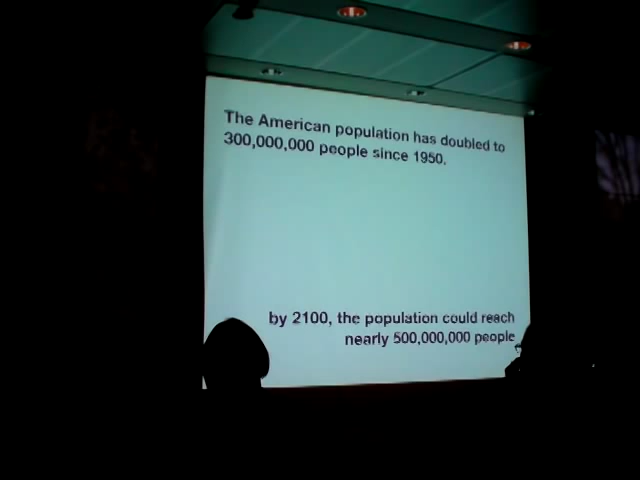 The American population has doubled to
300,000,000 people since 1950.
by 2100, the population could reach
nearly 500,000,000 people